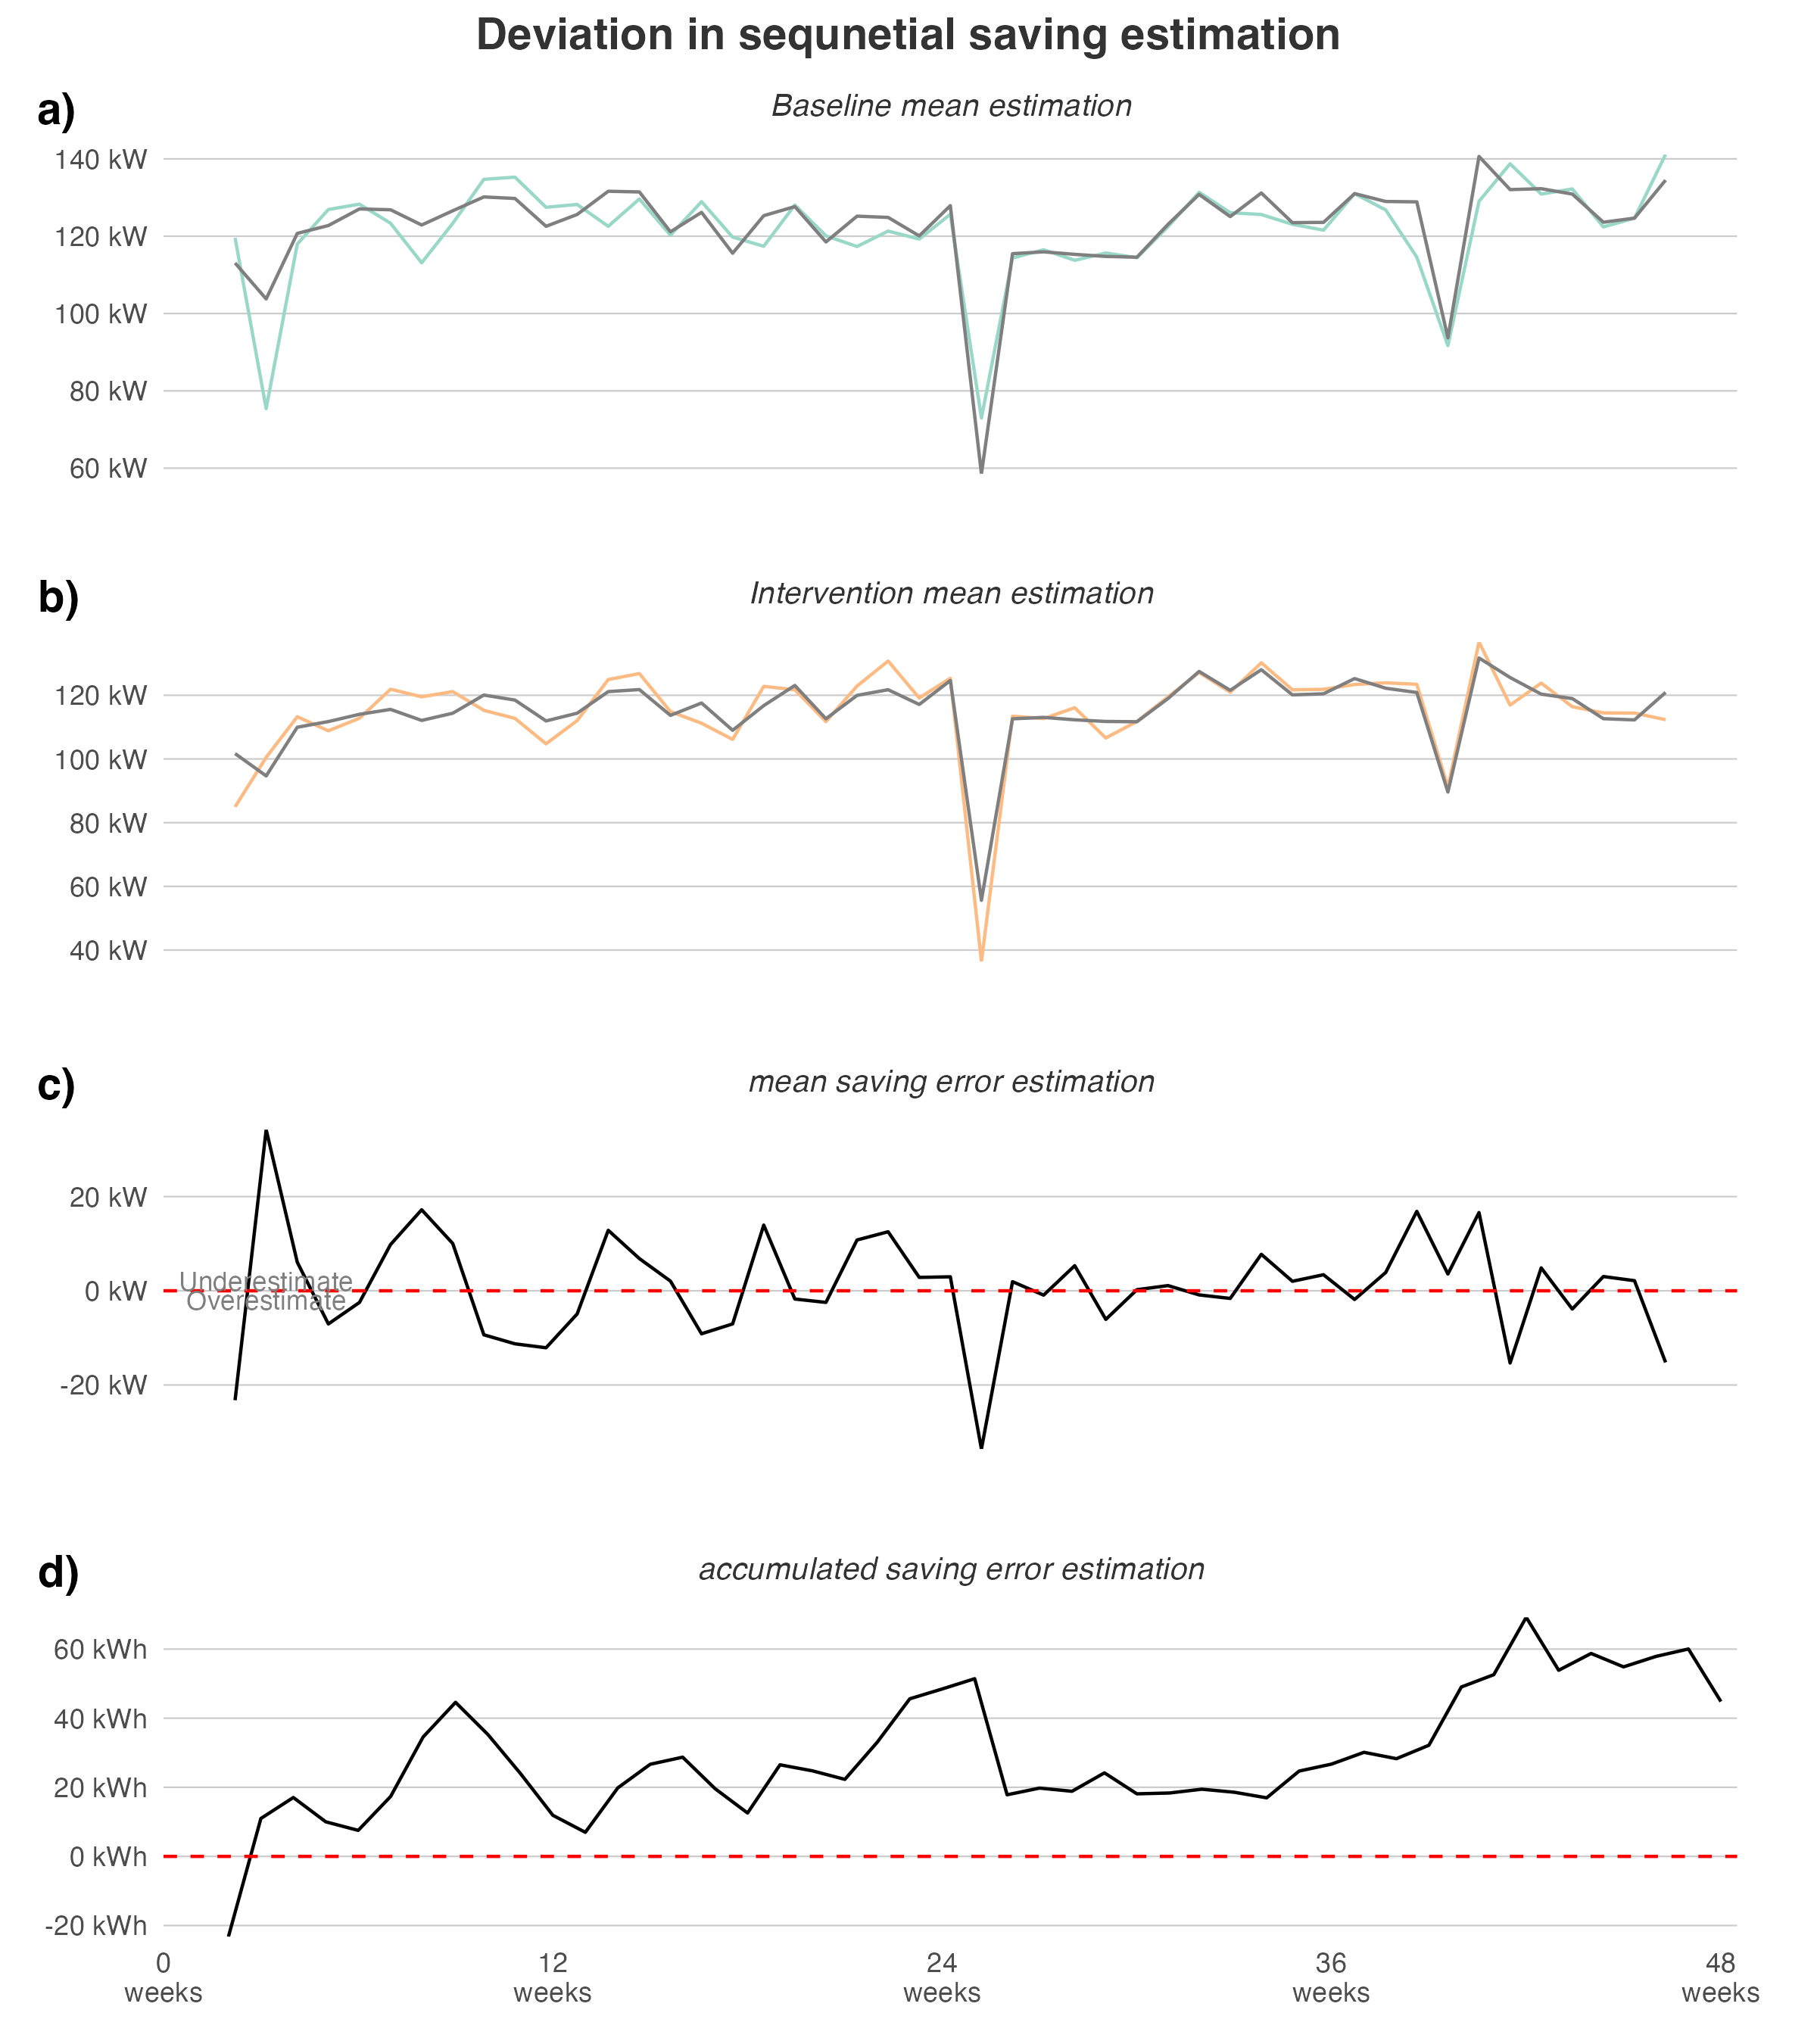 Deviation in sequnetial saving estimation
a)
Baseline mean estimation
140 kW
120 kW
100 kW
80 kW
60 kW
b)
Intervention mean estimation
120 kW
100 kW
80 kW
60 kW
40 kW
c)
mean saving error estimation
20 kW
Underestimate
0 kW
Overestimate
-20 kW
d)
accumulated saving error estimation
60 kWh
40 kWh
20 kWh
0 kWh
-20 kWh
0 12 24 36 48
weeks weeks weeks weeks weeks